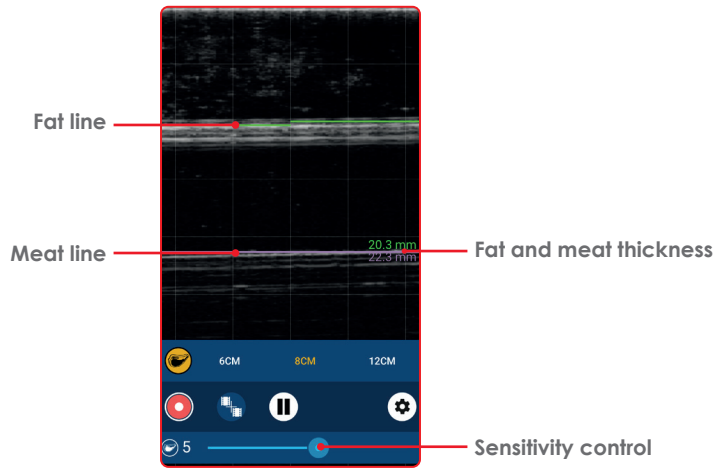 Fat line
Meat line
20.3 mm
22.3 mm
Fat and meat thickness
6CM 8CM 12CM
5
Sensitivity control